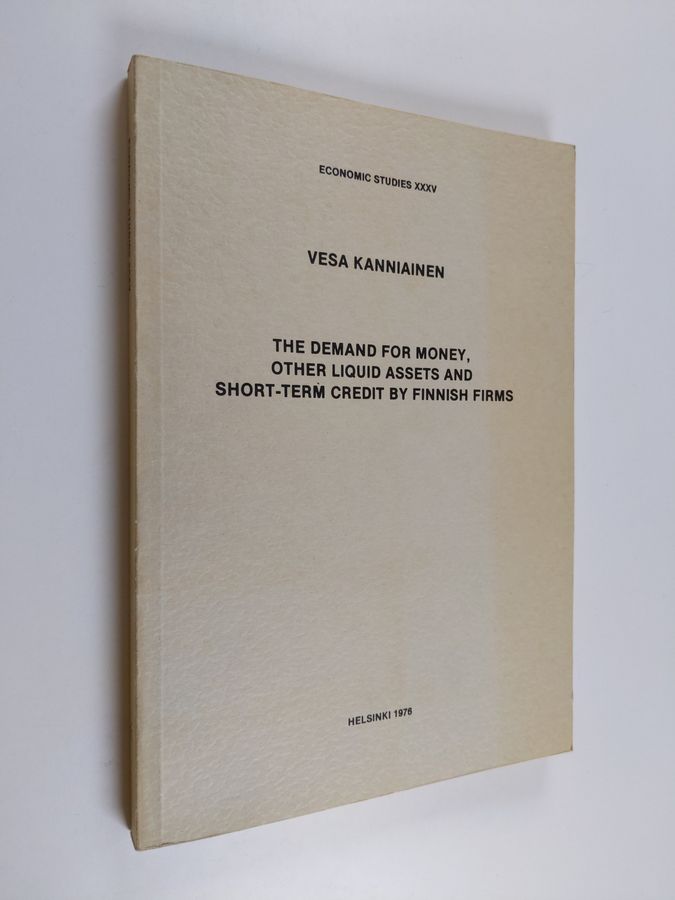 ECONOMIC STUDIES XXXV
VESA KANNIAINEN
THE DEMAND FOR MONEY,
OTHER LIQUID ASSETS AND
SHORT-TERM CREDIT BY FINNISH FIRMS
HELSINKI 1976